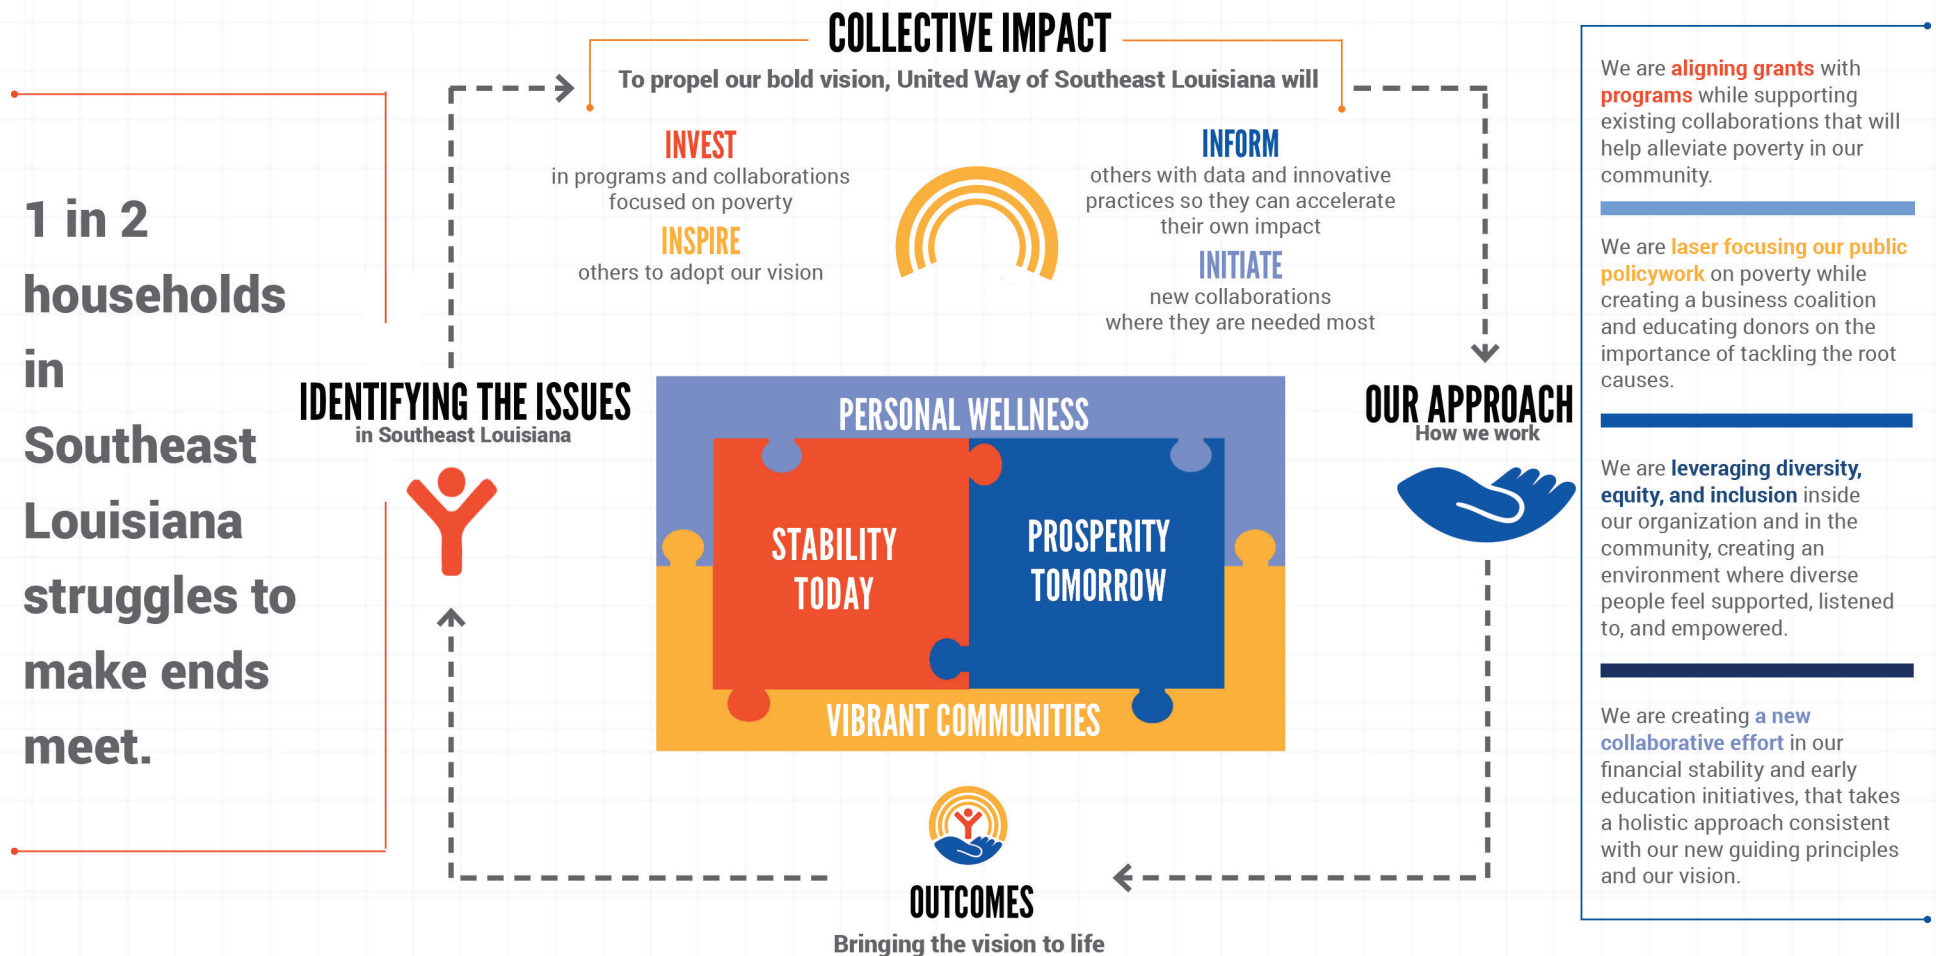 1 in 2
households
in
Southeast
Louisiana
struggles to
make ends
meet.
IDENTIFYING THE ISSUES
in Southeast Louisiana
COLLECTIVE IMPACT
To propel our bold vision, United Way of Southeast Louisiana will
INVEST
in programs and collaborations
focused on poverty
INSPIRE
others to adopt our vision
INFORM
others with data and innovative
practices so they can accelerate
their own impact
INITIATE
new collaborations
where they are needed most
PERSONAL WELLNESS
STABILITY
TODAY
PROSPERITY
TOMORROW
VIBRANT COMMUNITIES
OUR APPROACH
How we work
We are aligning grants with
programs while supporting
existing collaborations that will
help alleviate poverty in our
community.
We are laser focusing our public
policywork on poverty while
creating a business coalition
and educating donors on the
importance of tackling the root
causes.
We are leveraging diversity,
equity, and inclusion inside
our organization and in the
community, creating an
environment where diverse
people feel supported, listened
to, and empowered.
We are creating a new
collaborative effort in our
financial stability and early
education initiatives, that takes
a holistic approach consistent
with our new guiding principles
and our vision.
OUTCOMES
Bringing the vision to life